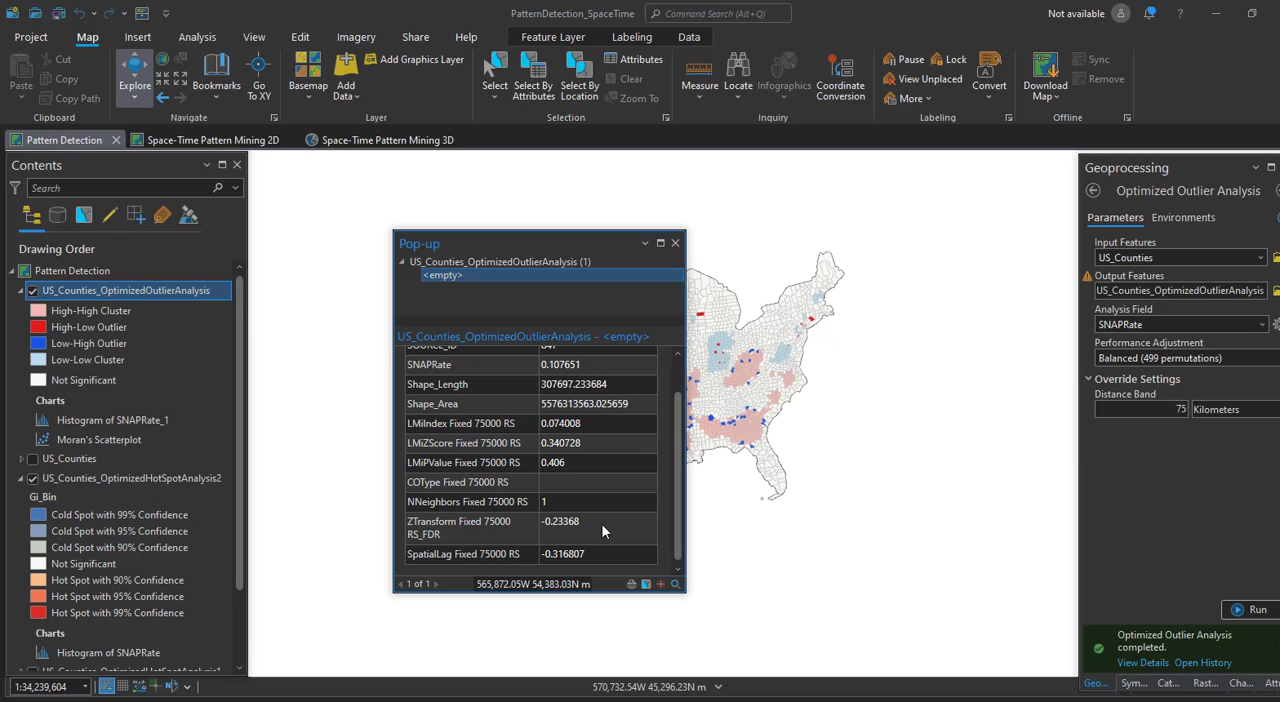 PatternDetection_SpaceTime
Command Search (Alt+Q)
Not available
Project Map Insert Analysis View Edit Imagery Share Help Feature Layer Labeling Data
Paste
Cut
Copy
Copy Path
Clipboard
Explore
Bookmarks
Go To XY
Navigate
Basemap
Add Data
Add Graphics Layer
Layer
Select
Select By Attributes
Select By Location
Attributes
Clear
Zoom To
Selection
Measure
Locate
Infographics
Coordinate Conversion
Inquiry
Pause
Lock
View Unplaced
More
Convert
Labeling
Download Map
Sync
Remove
Offline
Pattern Detection
Space-Time Pattern Mining 2D
Space-Time Pattern Mining 3D
Contents
Search
Drawing Order
Pattern Detection
US_Counties_OptimizedOutlierAnalysis
High-High Cluster
High-Low Outlier
Low-High Outlier
Low-Low Cluster
Not Significant
Charts
Histogram of SNAPRate_1
Moran's Scatterplot
US_Counties
US_Counties_OptimizedHotSpotAnalysis2
Gi_Bin
Cold Spot with 99% Confidence
Cold Spot with 95% Confidence
Cold Spot with 90% Confidence
Not Significant
Hot Spot with 90% Confidence
Hot Spot with 95% Confidence
Hot Spot with 99% Confidence
Charts
Histogram of SNAPRate
Pop-up
US_Counties_OptimizedOutlierAnalysis (1)
<empty>
US_Counties_OptimizedOutlierAnalysis - <empty>
SNAPRate 0.107651
Shape_Length 307697.233684
Shape_Area 5576313563.025659
LMiIndex Fixed 75000 RS 0.074008
LMiZScore Fixed 75000 RS 0.340728
LMiPValue Fixed 75000 RS 0.406
COType Fixed 75000 RS
NNeighbors Fixed 75000 RS 1
ZTransform Fixed 75000 -0.23368
RS_FDR
SpatialLag Fixed 75000 RS -0.316807
1 of 1
565,872.05W 54,383.03N m
1:34,239,604
570,732.54W 45,296.23N m
Geoprocessing
Optimized Outlier Analysis
Parameters Environments
Input Features
US_Counties
Output Features
US_Counties_OptimizedOutlierAnalysis
Analysis Field
SNAPRate
Performance Adjustment
Balanced (499 permutations)
Override Settings
Distance Band
75 Kilometers
Run
Optimized Outlier Analysis
completed.
View Details Open History
Geo... Sym... Cat... Rast... Cha... Att